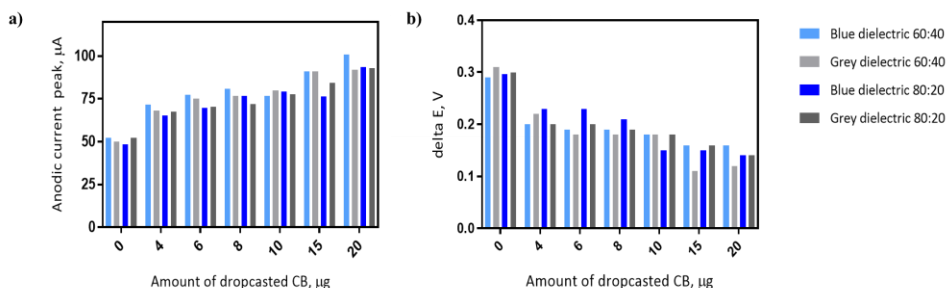 a)
Anodic current peak, μA
100
75
50
25
0
0 4 6 8 10 15 20
Amount of dropcasted CB, μg
b)
delta E, V
0.4
0.3
0.2
0.1
0.0
0 4 6 8 10 15 20
Amount of dropcasted CB, μg
Blue dielectric 60:40
Grey dielectric 60:40
Blue dielectric 80:20
Grey dielectric 80:20